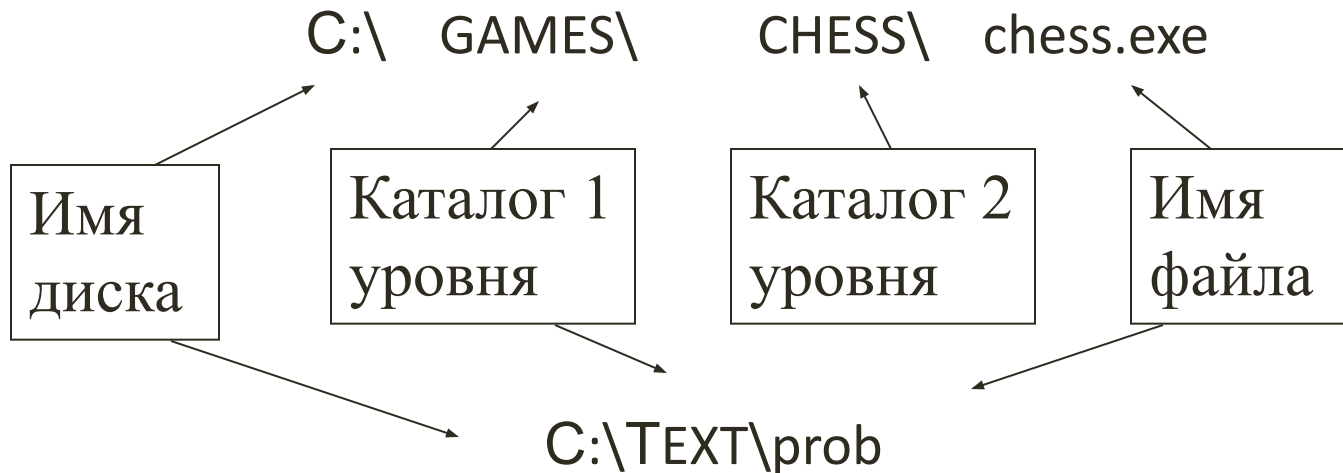 C:\ GAMES\ CHESS\ chess.exe
Имя
диска
Каталог 1
уровня
Каталог 2
уровня
Имя
файла
C:\TEXT\prob